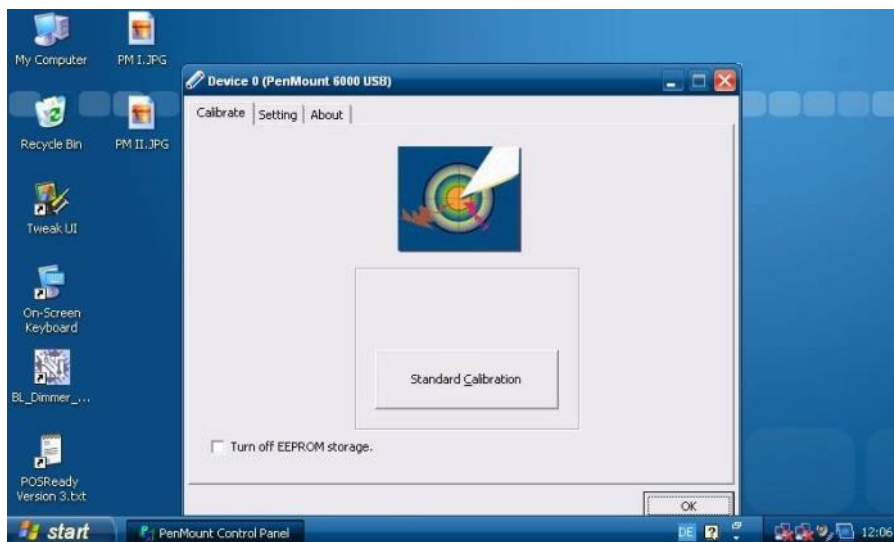 My Computer
PM I.JPG
Recycle Bin
PM II.JPG
Tweak UI
On-Screen
Keyboard
BL_Dimmer_...
POSReady
Version 3.txt
Device 0 (PenMount 6000 USB)
Calibrate
Setting
About
Standard Calibration
Turn off EEPROM storage.
OK
start
PenMount Control Panel
DE
12:06